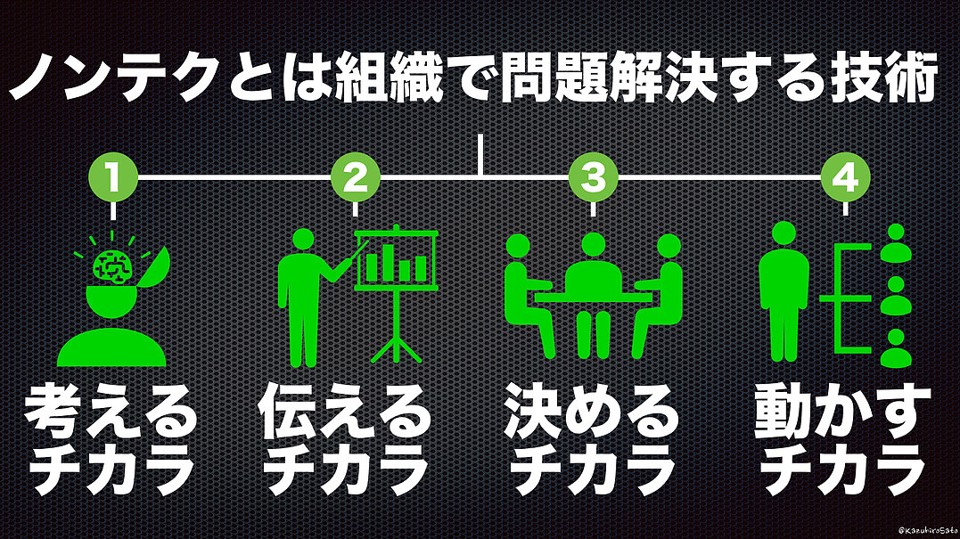 ノンテクとは組織で問題解決する技術
1
2
3
4
考える
チカラ
伝える
チカラ
決める
チカラ
動かす
チカラ
@KazuhiroSato